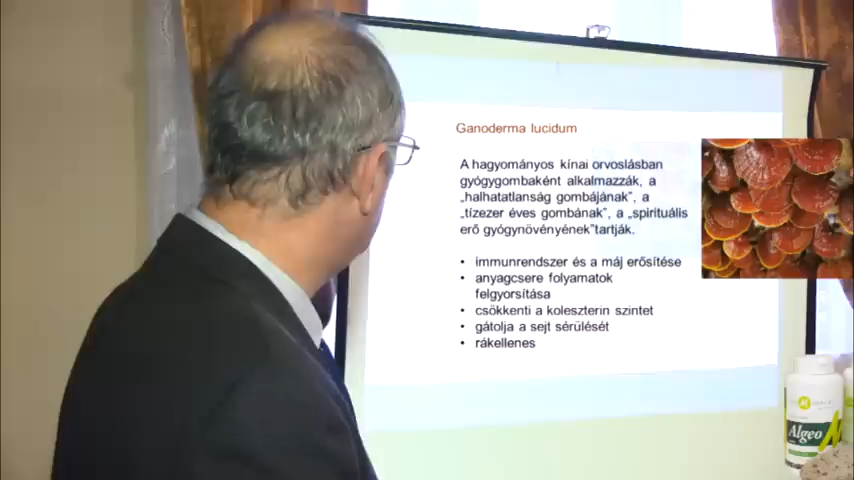 Ganoderma lucidum
A hagyományos kínai orvoslásban
gyógygombaként alkalmazzák, a
„halhatatlanság gombájának”, a
„tízezer éves gombának”, a „spirituális
erő gyógynövényének”tartják.
• immunrendszer és a máj erősítése
• anyagcsere folyamatok
felgyorsítása
• csökkenti a koleszterin szintet
• gátolja a sejt sérülését
• rákellenes
Algeo